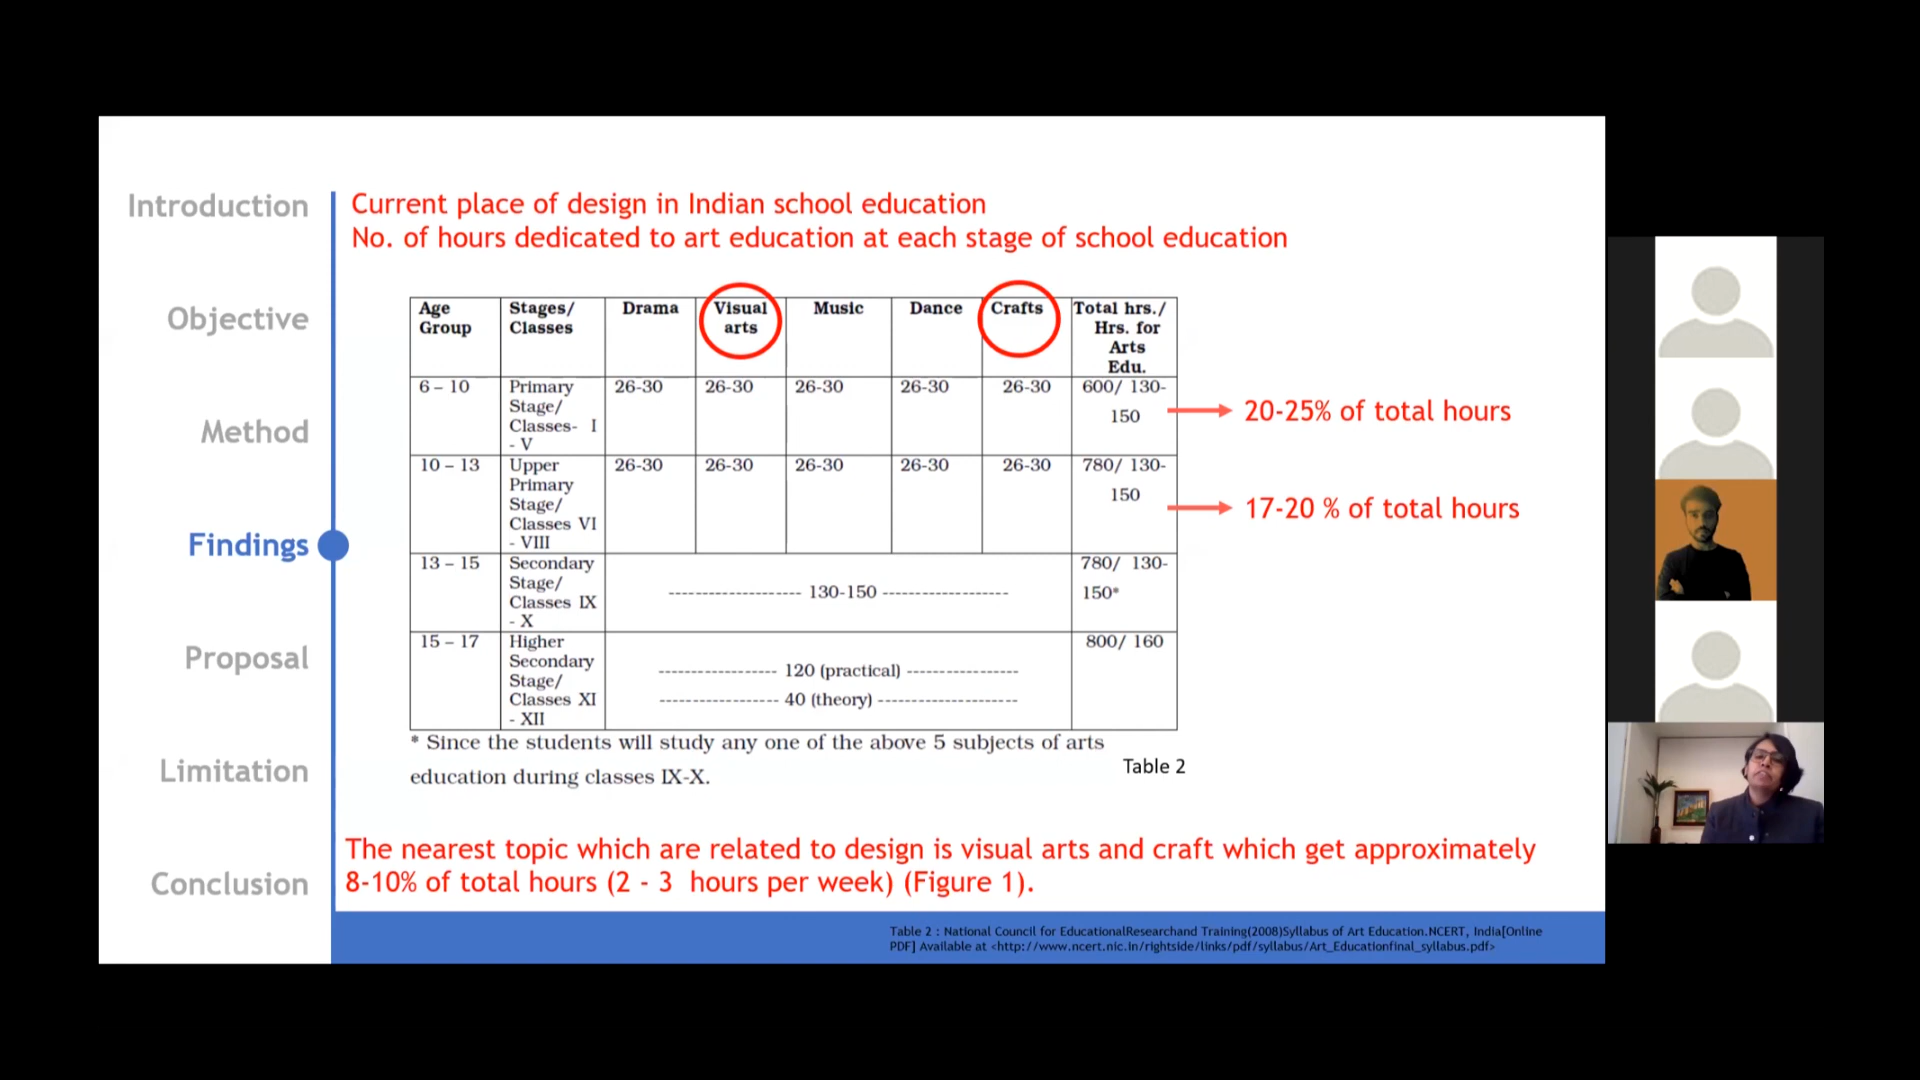 Introduction
Objective
Method
Findings
Proposal
Limitation
Conclusion
Current place of design in Indian school education
No. of hours dedicated to art education at each stage of school education
Age Group Stages/ Classes Drama Visual arts Music Dance Crafts Total hrs./ Hrs. for Arts Edu.
6 – 10 Primary Stage/ Classes- I - V 26-30 26-30 26-30 26-30 26-30 600/ 130-150
10 – 13 Upper Primary Stage/ Classes VI - VIII 26-30 26-30 26-30 26-30 26-30 780/ 130-150
13 – 15 Secondary Stage/ Classes IX - X ------------------- 130-150 ------------------ 780/ 130-150*
15 – 17 Higher Secondary Stage/ Classes XI - XII ----------------- 120 (practical) ---------------- 800/ 160
----------------- 40 (theory) --------------------
20-25% of total hours
17-20 % of total hours
* Since the students will study any one of the above 5 subjects of arts
education during classes IX-X.
Table 2
The nearest topic which are related to design is visual arts and craft which get approximately
8-10% of total hours (2 - 3 hours per week) (Figure 1).
Table 2 : National Council for EducationalResearchand Training(2008)Syllabus of Art Education.NCERT, India[Online
PDF] Available at <http://www.ncert.nic.in/rightside/links/pdf/syllabus/Art_Educationfinal_syllabus.pdf>